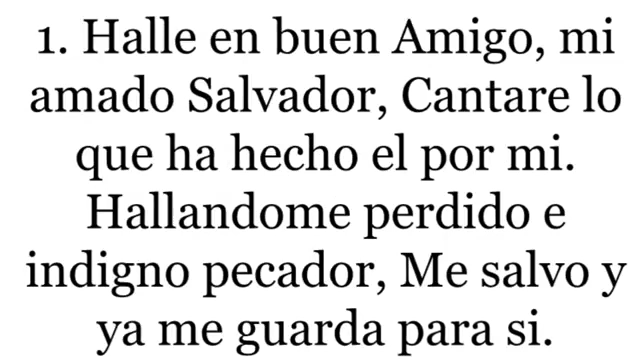 1. Halle en buen Amigo, mi
amado Salvador, Cantare lo
que ha hecho el por mi.
Hallandome perdido e
indigno pecador, Me salvo y
ya me guarda para si.